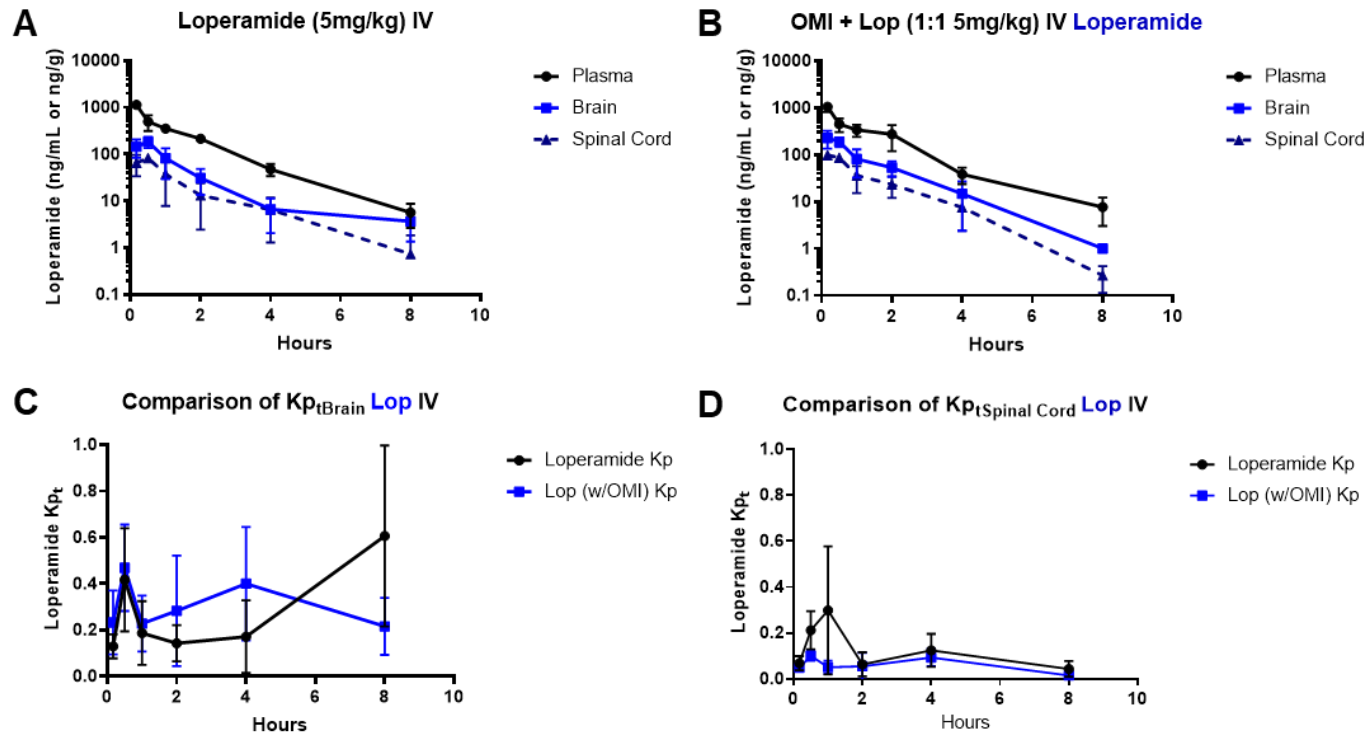 A
Loperamide (5mg/kg) IV
Loperamide (ng/mL or ng/g)
10000
1000
100
10
1
0.1
0
2
4
6
8
10
Hours
Plasma
Brain
Spinal Cord
B
OMI + Lop (1:1 5mg/kg) IV Loperamide
Loperamide (ng/mL or ng/g)
10000
1000
100
10
1
0.1
0
2
4
6
8
10
Hours
Plasma
Brain
Spinal Cord
C
Comparison of KptBrain Lop IV
Loperamide Kpt
1.0
0.8
0.6
0.4
0.2
0.0
0
2
4
6
8
10
Hours
Loperamide Kp
Lop (w/OMI) Kp
D
Comparison of KptSpinal Cord Lop IV
Loperamide Kpt
1.0
0.8
0.6
0.4
0.2
0.0
0
2
4
6
8
10
Hours
Loperamide Kp
Lop (w/OMI) Kp